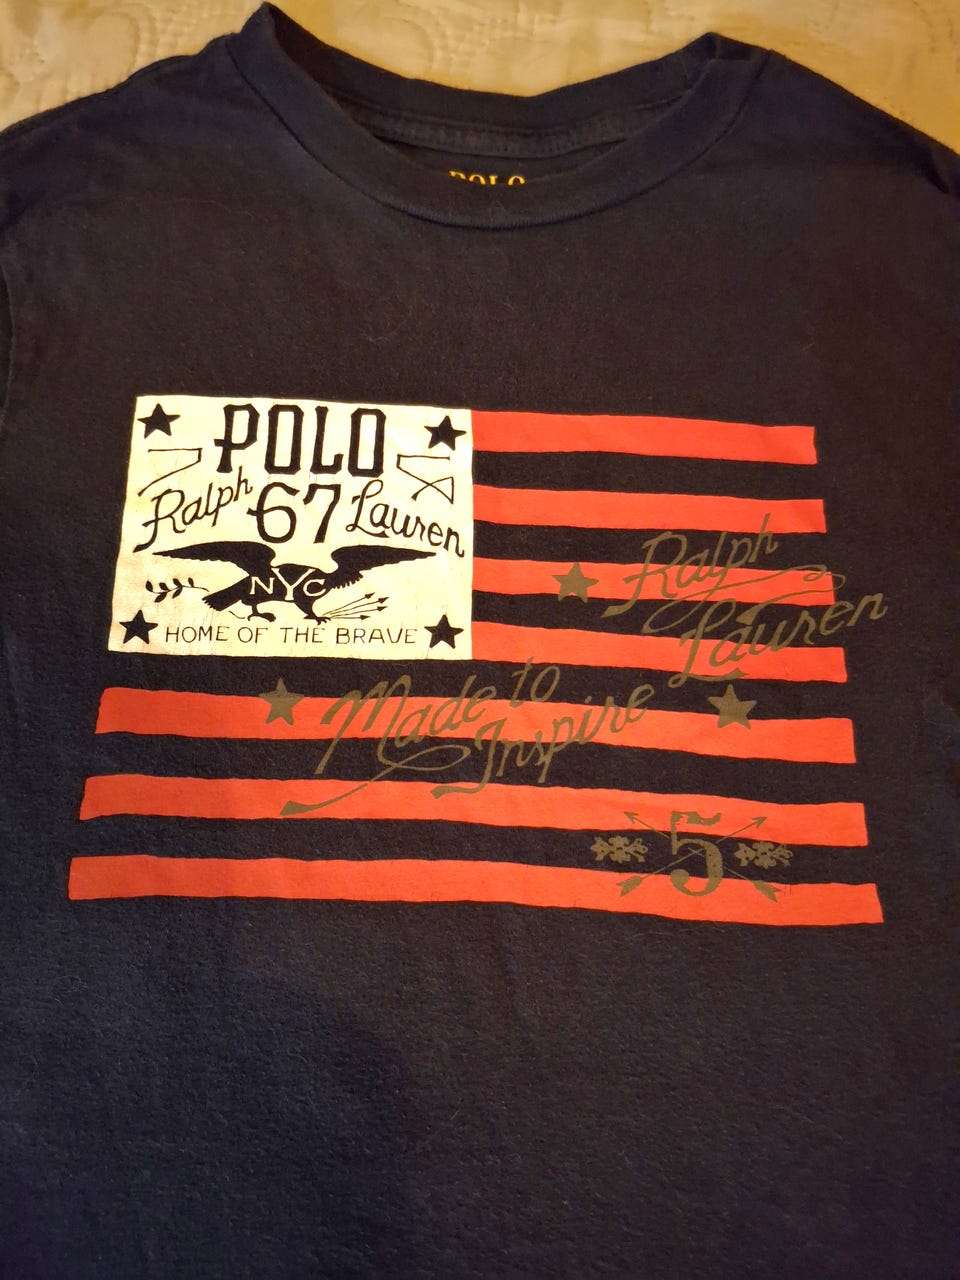 POLO
POLO
Ralph 67 Lauren
NYC
HOME OF THE BRAVE
Ralph
Lauren
Made to
Inspire
5